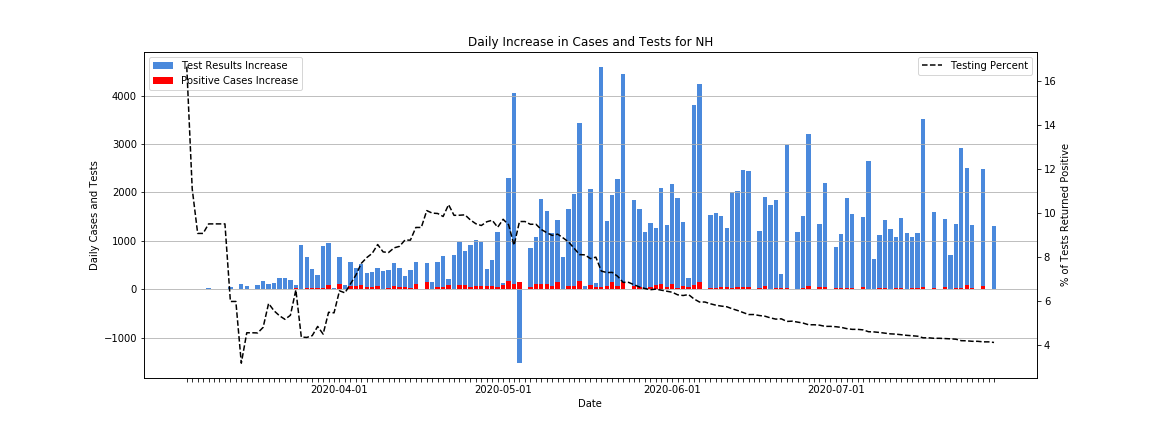 Daily Increase in Cases and Tests for NH
Test Results Increase
Positive Cases Increase
Testing Percent
4000
3000
2000
1000
0
−1000
Daily Cases and Tests
16
14
12
10
8
6
4
% of Tests Returned Positive
2020-04-01
2020-05-01
2020-06-01
2020-07-01
Date